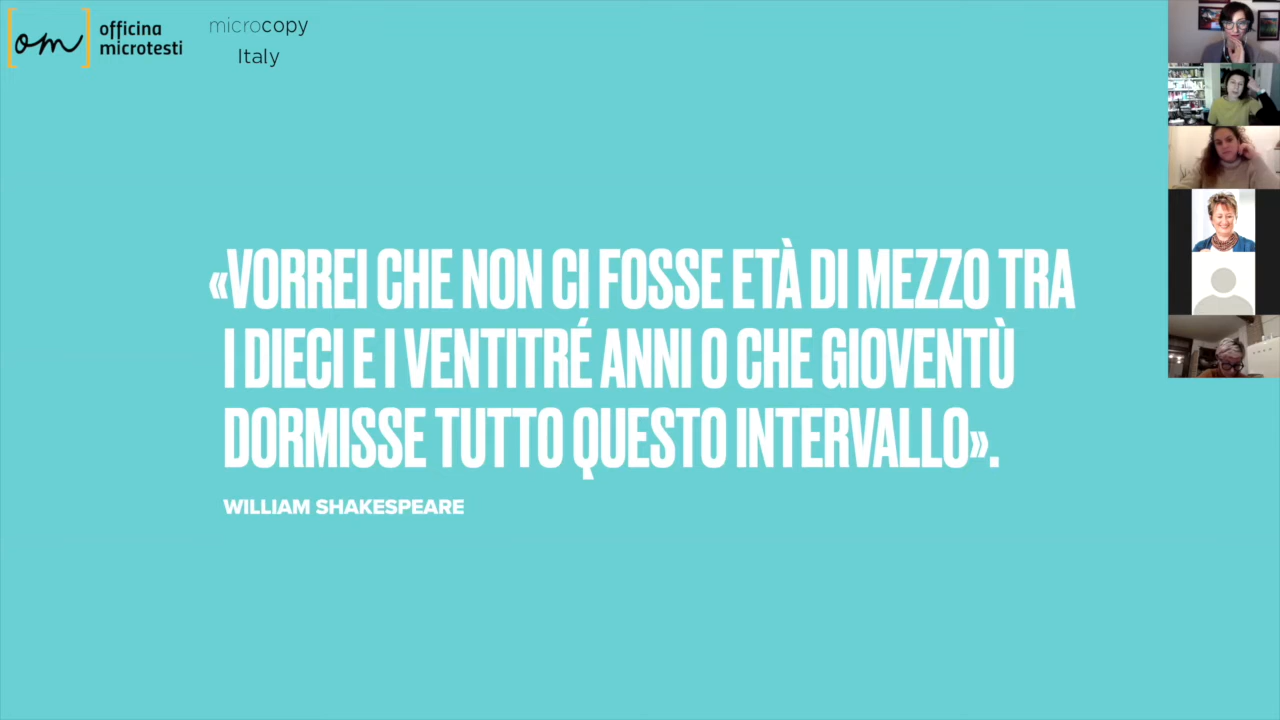 officina
microtesti
microcopy
Italy
«VORREI CHE NON CI FOSSE ETÀ DI MEZZO TRA
I DIECI E I VENTITRÉ ANNI O CHE GIOVENTÙ
DORMISSE TUTTO QUESTO INTERVALLO».
WILLIAM SHAKESPEARE